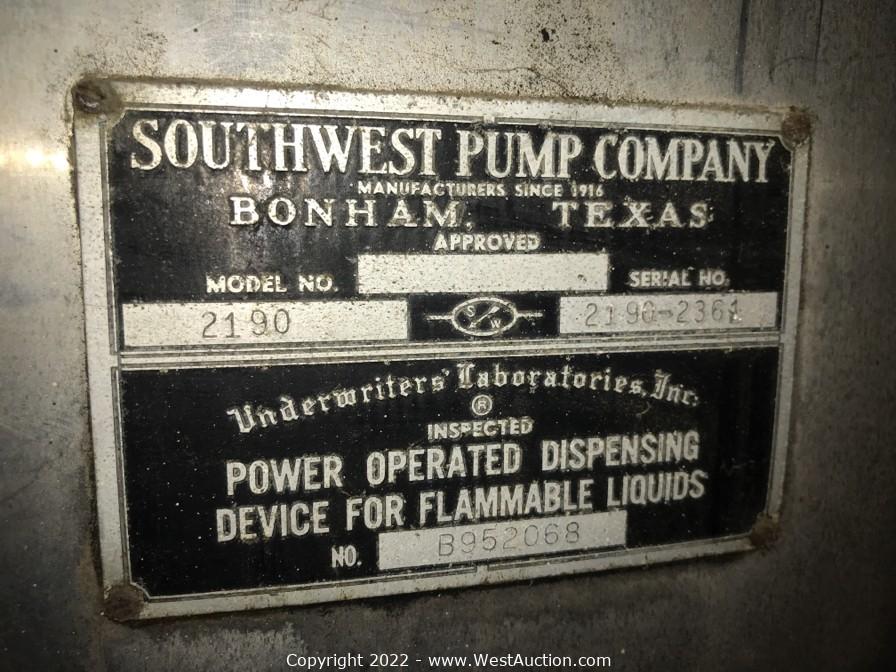 SOUTHWEST PUMP COMPANY
MANUFACTURERS SINCE 1916
BONHAM, TEXAS
APPROVED
MODEL NO. SERIAL NO.
2190 S/W 2190-2361
Underwriters' Laboratories, Inc.
®
INSPECTED
POWER OPERATED DISPENSING
DEVICE FOR FLAMMABLE LIQUIDS
NO. B952068
Copyright 2022 - www.WestAuction.com